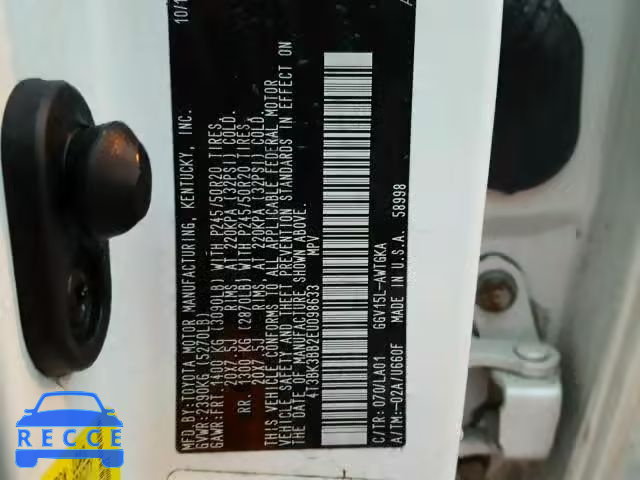 10/1
MFD.BY:TOYOTA MOTOR MANUFACTURING, KENTUCKY, INC.
GVWR:2390KG (5270LB)
GAWR:FRT. 1400 KG (3090LB) WITH P245/50R20 TIRES,
20X7.5J RIMS, AT 220KPA (32PSI) COLD.
RR. 1300 KG (2870LB) WITH P245/50R20 TIRES,
20X7.5J RIMS, AT 220KPA (32PSI) COLD.
THIS VEHICLE CONFORMS TO ALL APPLICABLE FEDERAL MOTOR
VEHICLE SAFETY AND THEFT PREVENTION STANDARDS IN EFFECT ON
THE DATE OF MANUFACTURE SHOWN ABOVE.
4T3BK3BB2EU098633 MPV
C/TR: 070/LA01 GGV15L-AWTGKA
A/TM:-02A/U660F MADE IN U.S.A. 58998
RECCE